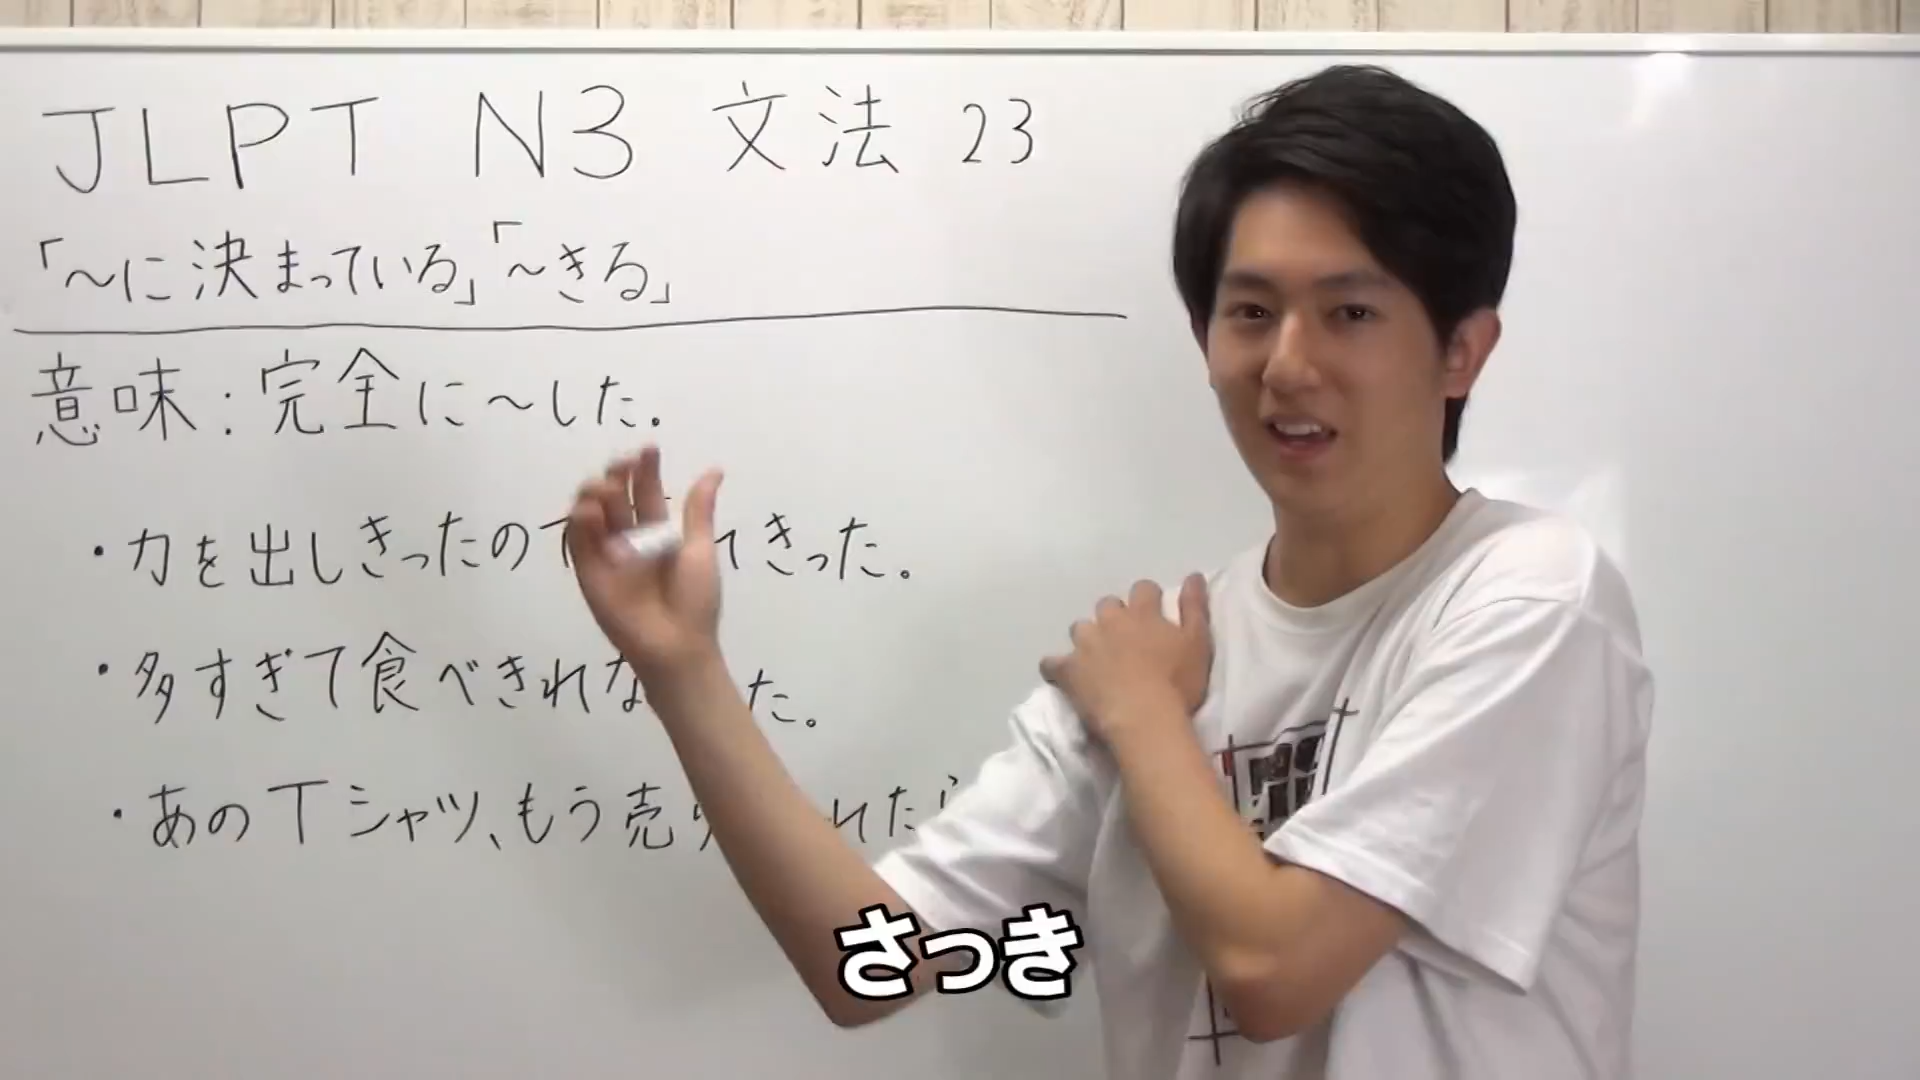 JLPT N3 文法 23
「〜に決まっている」「〜きる」
意味:完全に〜した。
・力を出しきったので てきった。
・多すぎて食べきれな た。
・あのTシャツ、もう売り れたら
さっき